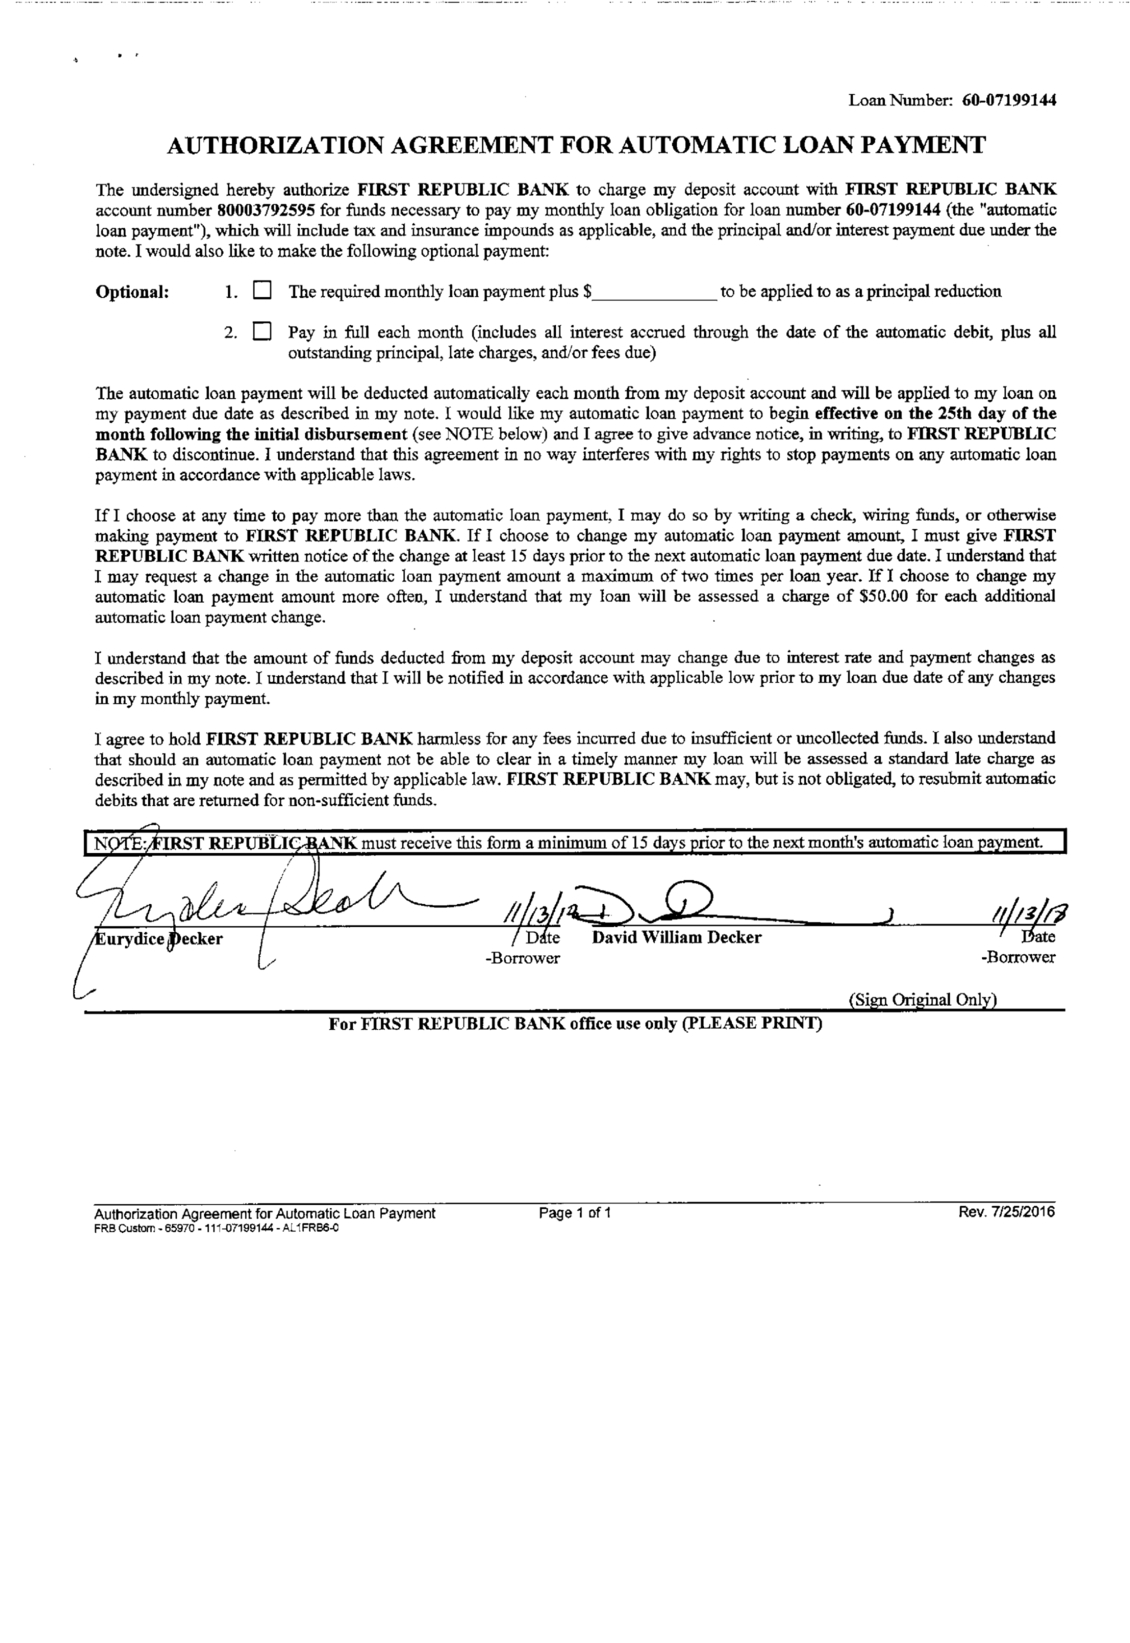 Loan Number: 60-07199144
AUTHORIZATION AGREEMENT FOR AUTOMATIC LOAN PAYMENT
The undersigned hereby authorize FIRST REPUBLIC BANK to charge my deposit account with FIRST REPUBLIC BANK
account number 80003792595 for funds necessary to pay my monthly loan obligation for loan number 60-07199144 (the "automatic
loan payment"), which will include tax and insurance impounds as applicable, and the principal and/or interest payment due under the
note. I would also like to make the following optional payment:
Optional: 1. ☐ The required monthly loan payment plus $____________ to be applied to as a principal reduction
2. ☐ Pay in full each month (includes all interest accrued through the date of the automatic debit, plus all
outstanding principal, late charges, and/or fees due)
The automatic loan payment will be deducted automatically each month from my deposit account and will be applied to my loan on
my payment due date as described in my note. I would like my automatic loan payment to begin effective on the 25th day of the
month following the initial disbursement (see NOTE below) and I agree to give advance notice, in writing, to FIRST REPUBLIC
BANK to discontinue. I understand that this agreement in no way interferes with my rights to stop payments on any automatic loan
payment in accordance with applicable laws.
If I choose at any time to pay more than the automatic loan payment, I may do so by writing a check, wiring funds, or otherwise
making payment to FIRST REPUBLIC BANK. If I choose to change my automatic loan payment amount, I must give FIRST
REPUBLIC BANK written notice of the change at least 15 days prior to the next automatic loan payment due date. I understand that
I may request a change in the automatic loan payment amount a maximum of two times per loan year. If I choose to change my
automatic loan payment amount more often, I understand that my loan will be assessed a charge of $50.00 for each additional
automatic loan payment change.
I understand that the amount of funds deducted from my deposit account may change due to interest rate and payment changes as
described in my note. I understand that I will be notified in accordance with applicable low prior to my loan due date of any changes
in my monthly payment.
I agree to hold FIRST REPUBLIC BANK harmless for any fees incurred due to insufficient or uncollected funds. I also understand
that should an automatic loan payment not be able to clear in a timely manner my loan will be assessed a standard late charge as
described in my note and as permitted by applicable law. FIRST REPUBLIC BANK may, but is not obligated, to resubmit automatic
debits that are returned for non-sufficient funds.
NOTE: FIRST REPUBLIC BANK must receive this form a minimum of 15 days prior to the next month's automatic loan payment.
11/13/18 11/13/18
Eurydice Decker Date David William Decker Date
-Borrower -Borrower
(Sign Original Only)
For FIRST REPUBLIC BANK office use only (PLEASE PRINT)
Authorization Agreement for Automatic Loan Payment Page 1 of 1 Rev. 7/25/2016
FRB Custom - 65970 - 111-07199144 - AL1FRB6-C